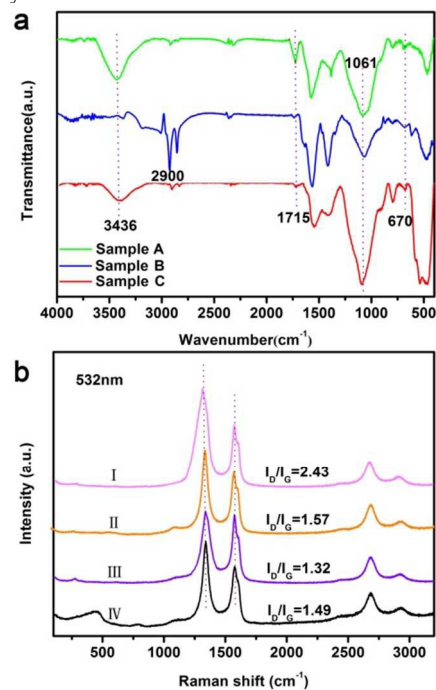 a
Transmittance(a.u.)
1061
2900
3436
1715
670
Sample A
Sample B
Sample C
4000 3500 3000 2500 2000 1500 1000 500
Wavenumber(cm⁻¹)
b
532nm
Intensity (a.u.)
I
I_D/I_G=2.43
II
I_D/I_G=1.57
III
I_D/I_G=1.32
IV
I_D/I_G=1.49
500 1000 1500 2000 2500 3000
Raman shift (cm⁻¹)